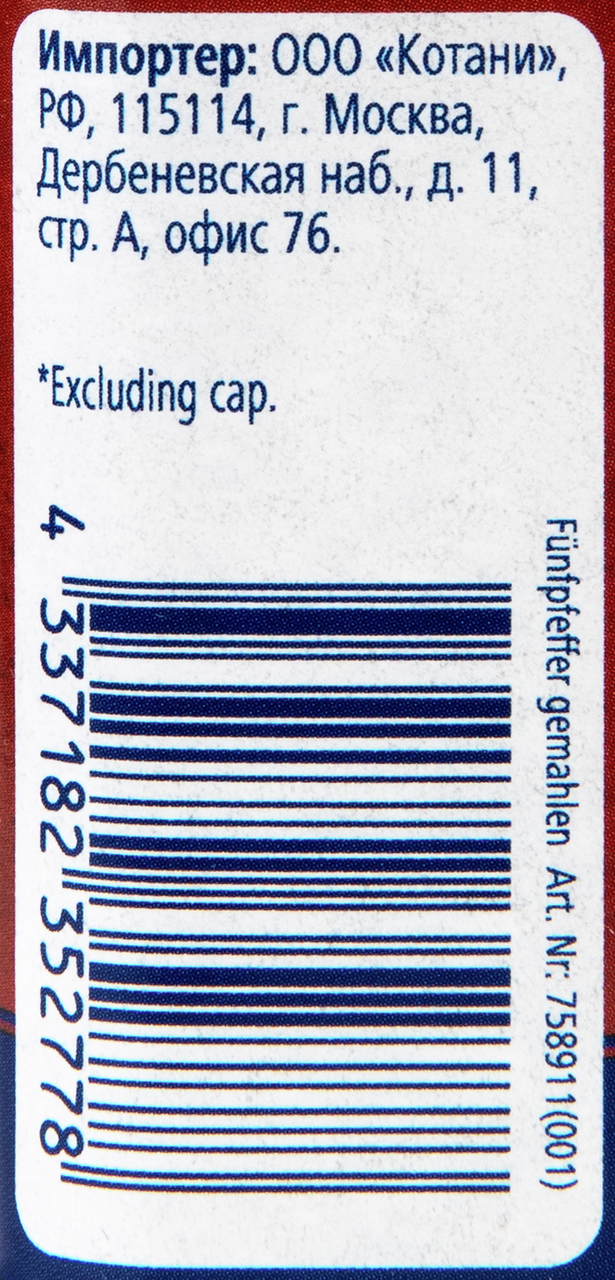 Импортер: ООО «Котани»,
РФ, 115114, г. Москва,
Дербеневская наб., д. 11,
стр. А, офис 76.
*Excluding cap.
4 337182 352778
Fünfpfeffer gemahlen Art. Nr: 758911(001)